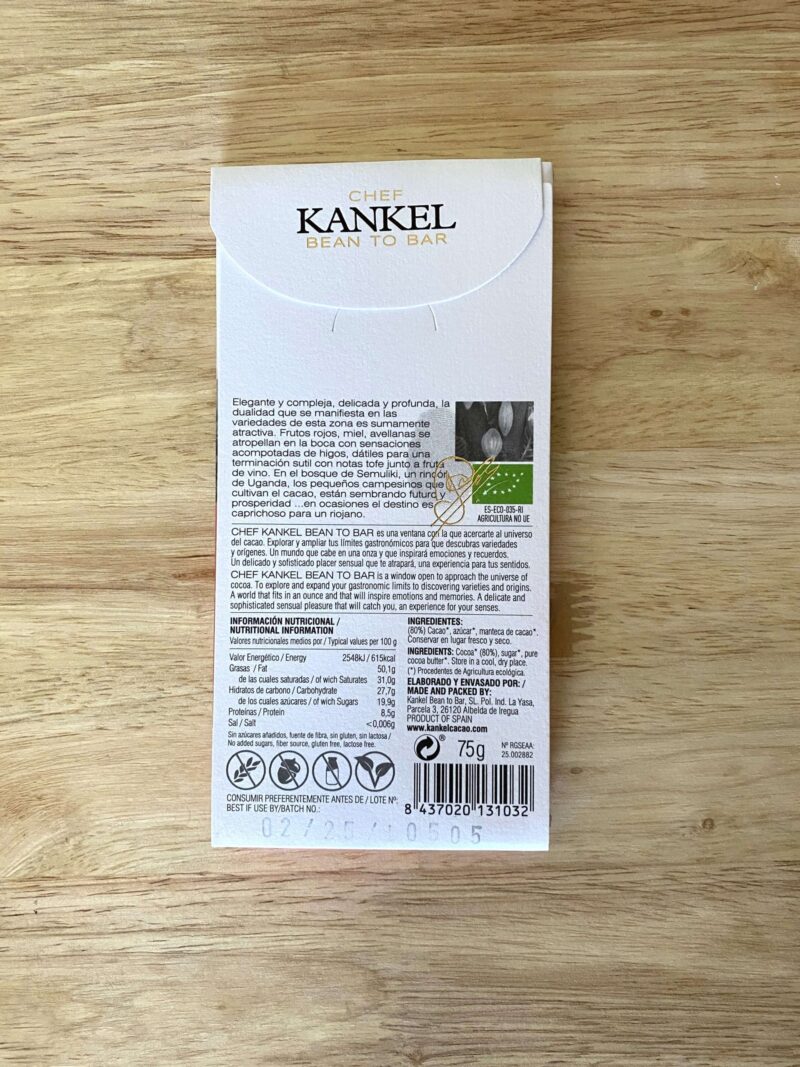 CHEF
KANKEL
BEAN TO BAR
Elegante y compleja, delicada y profunda, la
dualidad que se manifiesta en las
variedades de esta zona es sumamente
atractiva. Frutos rojos, miel, avellanas se
atropellan en la boca con sensaciones
acompotadas de higos, dátiles para una
terminación sutil con notas tofe junto a fruta
de vino. En el bosque de Semuliki, un rincón
de Uganda, los pequeños campesinos que
cultivan el cacao, están sembrando futuro y
prosperidad ...en ocasiones el destino es
caprichoso para un riojano.
ES-ECO-035-RI
AGRICULTURA NO UE
CHEF KANKEL BEAN TO BAR es una ventana con la que acercarte al universo
del cacao. Explorar y ampliar tus límites gastronómicos para que descubras variedades
y orígenes. Un mundo que cabe en una onza y que inspirará emociones y recuerdos.
Un delicado y sofisticado placer sensual que te atrapará, una experiencia para tus sentidos.
CHEF KANKEL BEAN TO BAR is a window open to approach the universe of
cocoa. To explore and expand your gastronomic limits to discovering varieties and origins.
A world that fits in an ounce and that will inspire emotions and memories. A delicate and
sophisticated sensual pleasure that will catch you, an experience for your senses.
INFORMACIÓN NUTRICIONAL /
NUTRITIONAL INFORMATION
Valores nutricionales medios por / Typical values per 100 g
Valor Energético / Energy 2548kJ / 615kcal
Grasas / Fat 50,1g
de las cuales saturadas / of wich Saturates 31,0g
Hidratos de carbono / Carbohydrate 27,7g
de los cuales azúcares / of wich Sugars 19,9g
Proteínas / Protein 8,5g
Sal / Salt <0,006g
Sin azúcares añadidos, fuente de fibra, sin gluten, sin lactosa /
No added sugars, fiber source, gluten free, lactose free.
CONSUMIR PREFERENTEMENTE ANTES DE / LOTE Nº:
BEST IF USE BY/BATCH NO.:
02/25/10505
INGREDIENTES:
(80%) Cacao*, azúcar*, manteca de cacao*.
Conservar en lugar fresco y seco.
INGREDIENTS: Cocoa* (80%), sugar*, pure
cocoa butter*. Store in a cool, dry place.
(*) Procedentes de Agricultura ecológica.
ELABORADO Y ENVASADO POR: /
MADE AND PACKED BY:
Kankel Bean to Bar, SL. Pol. Ind. La Yasa,
Parcela 3, 26120 Albelda de Iregua
PRODUCT OF SPAIN
www.kankelcacao.com
®
75g
Nº RGSEAA:
25.002882
8 437020 131032